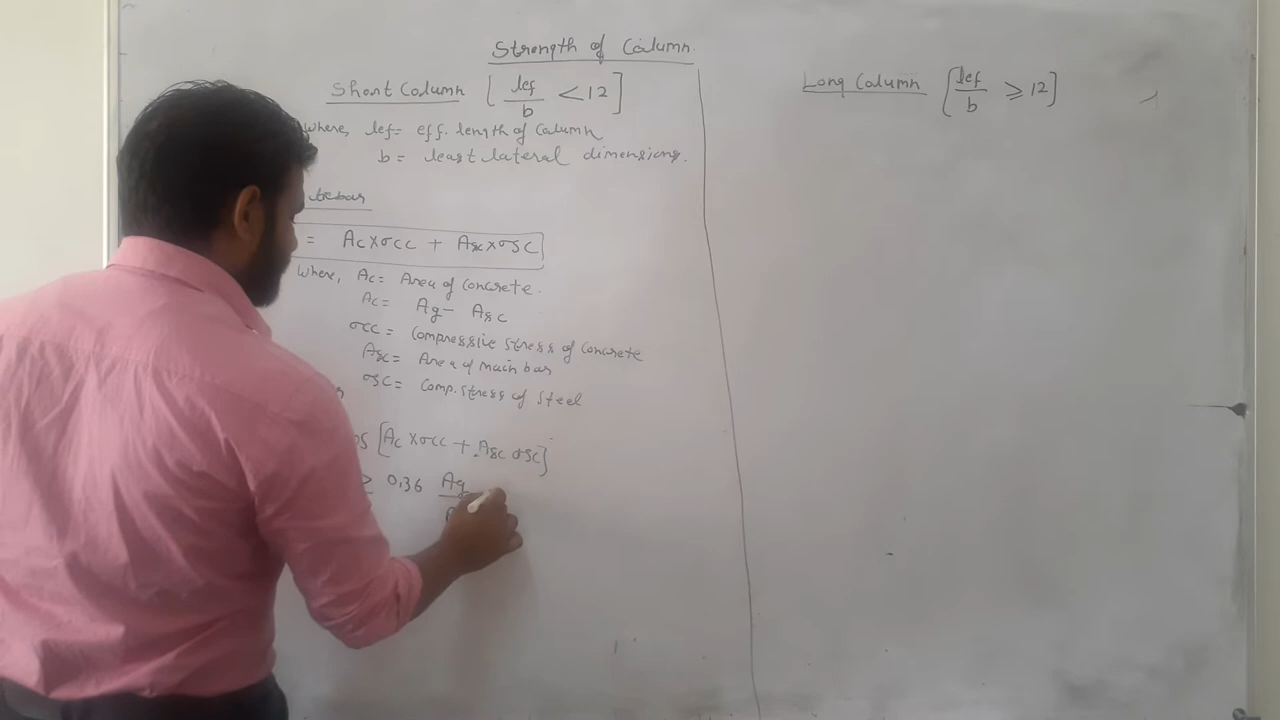 Strength of Column.
Short Column [lef/b < 12]
where, lef = eff. length of Column
b = least lateral dimensions.
= Ac×σcc + Asc×σsc
where, Ac = Area of Concrete.
Ac = Ag - Asc
σcc = Compressive stress of Concrete
Asc = Area of main bar
σsc = Comp. stress of Steel
[Ac×σcc + Asc σsc]
≥ 0.36 Ag
Long Column [lef/b ≥ 12]